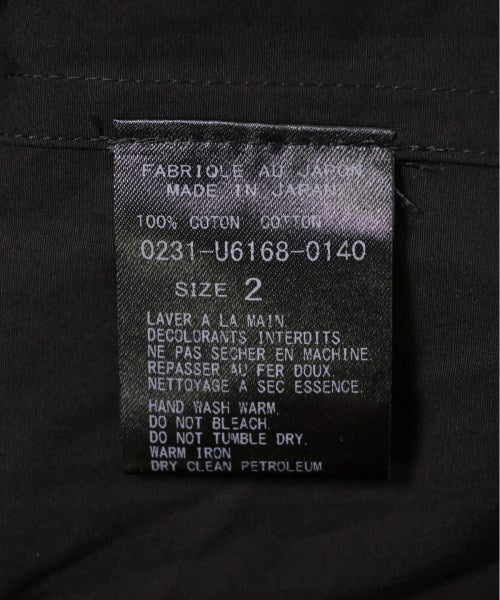 FABRIQLE AU JAPON
MADE IN JAPAN
100% COTON COTTON
0231-U6168-0140
SIZE 2
LAVER A LA MAIN.
DECOLORANTS INTERDITS
NE PAS SECHER EN MACHINE.
REPASSER AU FER DOUX.
NETTOYAGE A SEC ESSENCE.
HAND WASH WARM.
DO NOT BLEACH.
DO NOT TUMBLE DRY.
WARM IRON
DRY CLEAN PETROLEUM